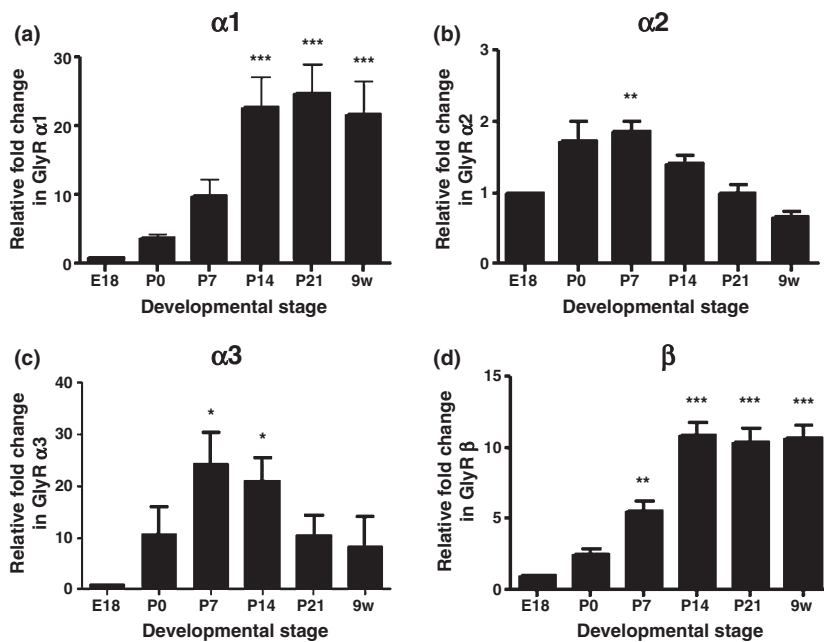 (a)
α1
Relative fold change
in GlyR α1
30
20
10
0
***
***
***
E18 P0 P7 P14 P21 9w
Developmental stage
(b)
α2
Relative fold change
in GlyR α2
3
2
1
0
**
E18 P0 P7 P14 P21 9w
Developmental stage
(c)
α3
Relative fold change
in GlyR α3
40
30
20
10
0
*
*
E18 P0 P7 P14 P21 9w
Developmental stage
(d)
β
Relative fold change
in GlyR β
15
10
5
0
**
***
***
***
E18 P0 P7 P14 P21 9w
Developmental stage